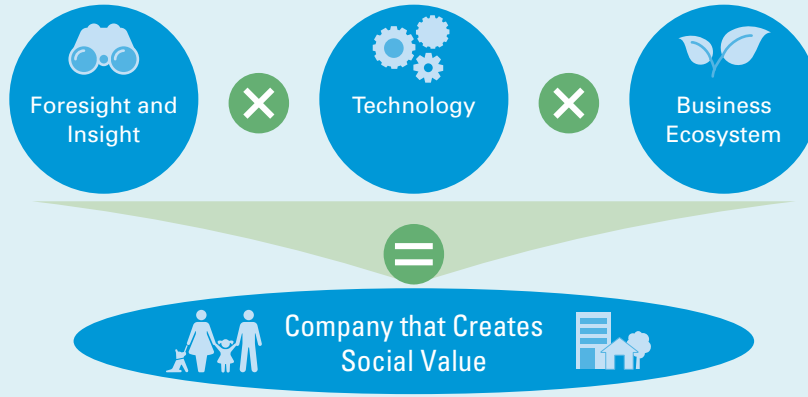 Foresight and
Insight
×
Technology
×
Business
Ecosystem
=
Company that Creates
Social Value